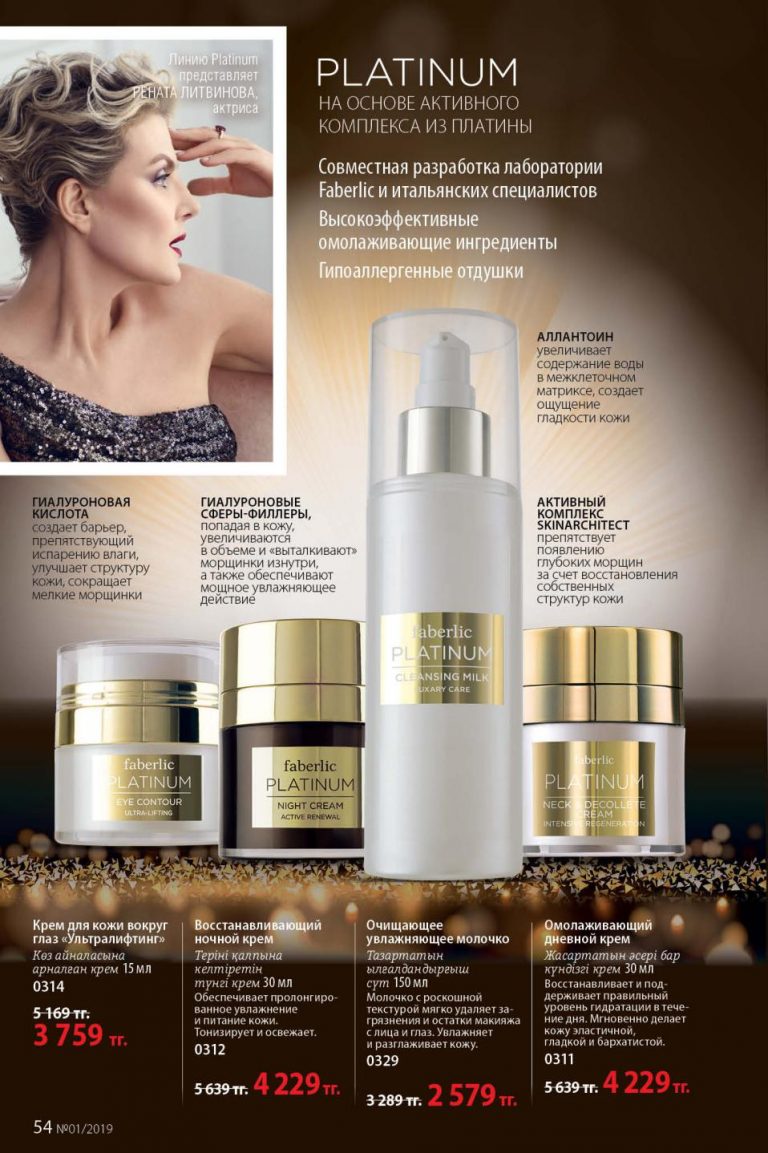 Линию Platinum
представляет
РЕНАТА ЛИТВИНОВА,
актриса
PLATINUM
НА ОСНОВЕ АКТИВНОГО
КОМПЛЕКСА ИЗ ПЛАТИНЫ
Совместная разработка лаборатории
Faberlic и итальянских специалистов
Высокоэффективные
омолаживающие ингредиенты
Гипоаллергенные отдушки
АЛЛАНТОИН
увеличивает
содержание воды
в межклеточном
матриксе, создает
ощущение
гладкости кожи
ГИАЛУРОНОВАЯ
КИСЛОТА
создает барьер,
препятствующий
испарению влаги,
улучшает структуру
кожи, сокращает
мелкие морщинки
ГИАЛУРОНОВЫЕ
СФЕРЫ-ФИЛЛЕРЫ,
попадая в кожу,
увеличиваются
в объеме и «выталкивают»
морщинки изнутри,
а также обеспечивают
мощное увлажняющее
действие
АКТИВНЫЙ
КОМПЛЕКС
SKINARCHITECT
препятствует
появлению
глубоких морщин
за счет восстановления
собственных
структур кожи
faberlic
PLATINUM
EYE CONTOUR
ULTRA-LIFTING
faberlic
PLATINUM
NIGHT CREAM
ACTIVE RENEWAL
faberlic
PLATINUM
CLEANSING MILK
LUXARY CARE
faberlic
PLATINUM
NECK & DECOLLETE
CREAM
INTENSIVE REGENERATION
Крем для кожи вокруг
глаз «Ультралифтинг»
Көз айналасына
арналған крем 15 мл
0314
5 169 тг.
3 759 тг.
Восстанавливающий
ночной крем
Теріні қалпына
келтіретін
түнгі крем 30 мл
Обеспечивает пролонгиро-
ванное увлажнение
и питание кожи.
Тонизирует и освежает.
0312
5 639 тг. 4 229 тг.
Очищающее
увлажняющее молочко
Тазартатын
ылғалдандырғыш
сүт 150 мл
Молочко с роскошной
текстурой мягко удаляет за-
грязнения и остатки макияжа
с лица и глаз. Увлажняет
и разглаживает кожу.
0329
3 289 тг. 2 579 тг.
Омолаживающий
дневной крем
Жасартатын әсері бар
күндізгі крем 30 мл
Восстанавливает и под-
держивает правильный
уровень гидратации в тече-
ние дня. Мгновенно делает
кожу эластичной,
гладкой и бархатистой.
0311
5 639 тг. 4 229 тг.
54 №01/2019